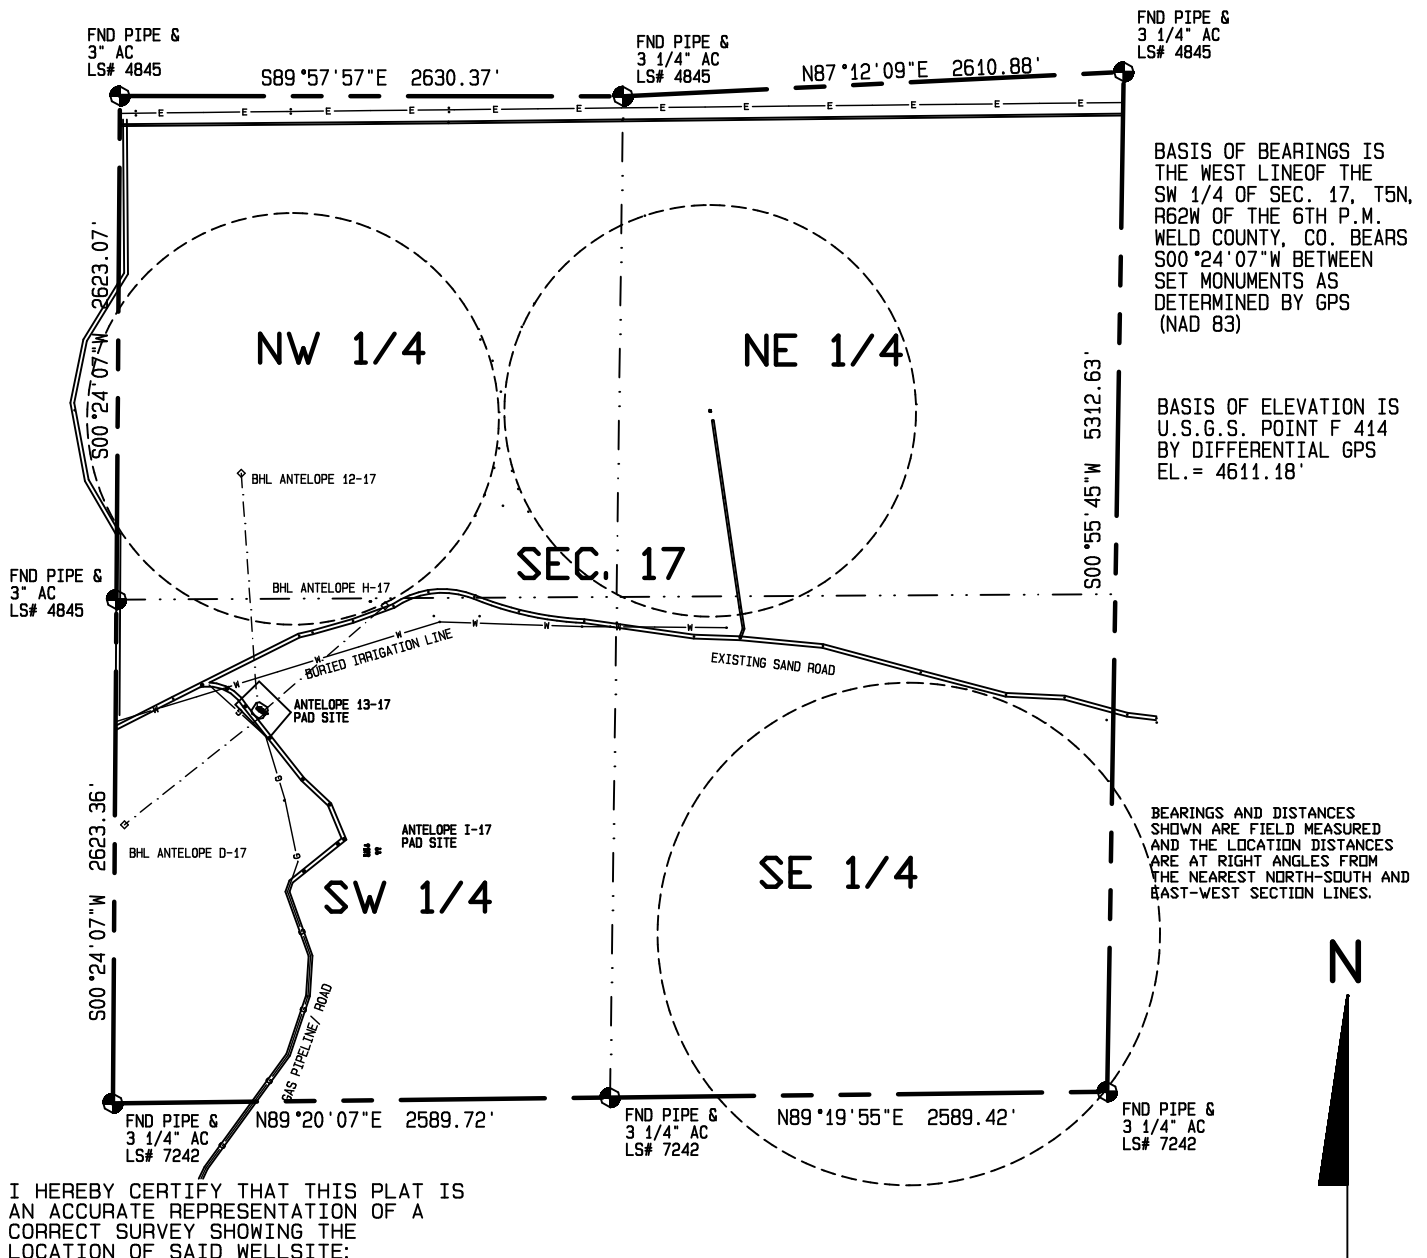 FND PIPE &
3" AC
LS# 4845
S89°57'57"E 2630.37'
FND PIPE &
3 1/4" AC
LS# 4845
N87°12'09"E 2610.88'
FND PIPE &
3 1/4" AC
LS# 4845
E E E E E E E E E E E E
BASIS OF BEARINGS IS
THE WEST LINEOF THE
SW 1/4 OF SEC. 17, T5N,
R62W OF THE 6TH P.M.
WELD COUNTY, CO. BEARS
S00°24'07"W BETWEEN
SET MONUMENTS AS
DETERMINED BY GPS
(NAD 83)
S00°24'07"W 2623.07'
NW 1/4
NE 1/4
S00°55'45"W 5312.63'
BASIS OF ELEVATION IS
U.S.G.S. POINT F 414
BY DIFFERENTIAL GPS
EL.= 4611.18'
BHL ANTELOPE 12-17
SEC. 17
FND PIPE &
3" AC
LS# 4845
BHL ANTELOPE H-17
W W W W W W W W
BURIED IRRIGATION LINE
EXISTING SAND ROAD
ANTELOPE 13-17
PAD SITE
G
G
BHL ANTELOPE D-17
ANTELOPE I-17
PAD SITE
S00°24'07"W 2623.36'
SW 1/4
SE 1/4
BEARINGS AND DISTANCES
SHOWN ARE FIELD MEASURED
AND THE LOCATION DISTANCES
ARE AT RIGHT ANGLES FROM
THE NEAREST NORTH-SOUTH AND
EAST-WEST SECTION LINES.
N
GAS PIPELINE/ ROAD
FND PIPE &
3 1/4" AC
LS# 7242
N89°20'07"E 2589.72'
FND PIPE &
3 1/4" AC
LS# 7242
N89°19'55"E 2589.42'
FND PIPE &
3 1/4" AC
LS# 7242
I HEREBY CERTIFY THAT THIS PLAT IS
AN ACCURATE REPRESENTATION OF A
CORRECT SURVEY SHOWING THE
LOCATION OF SAID WELLSITE: